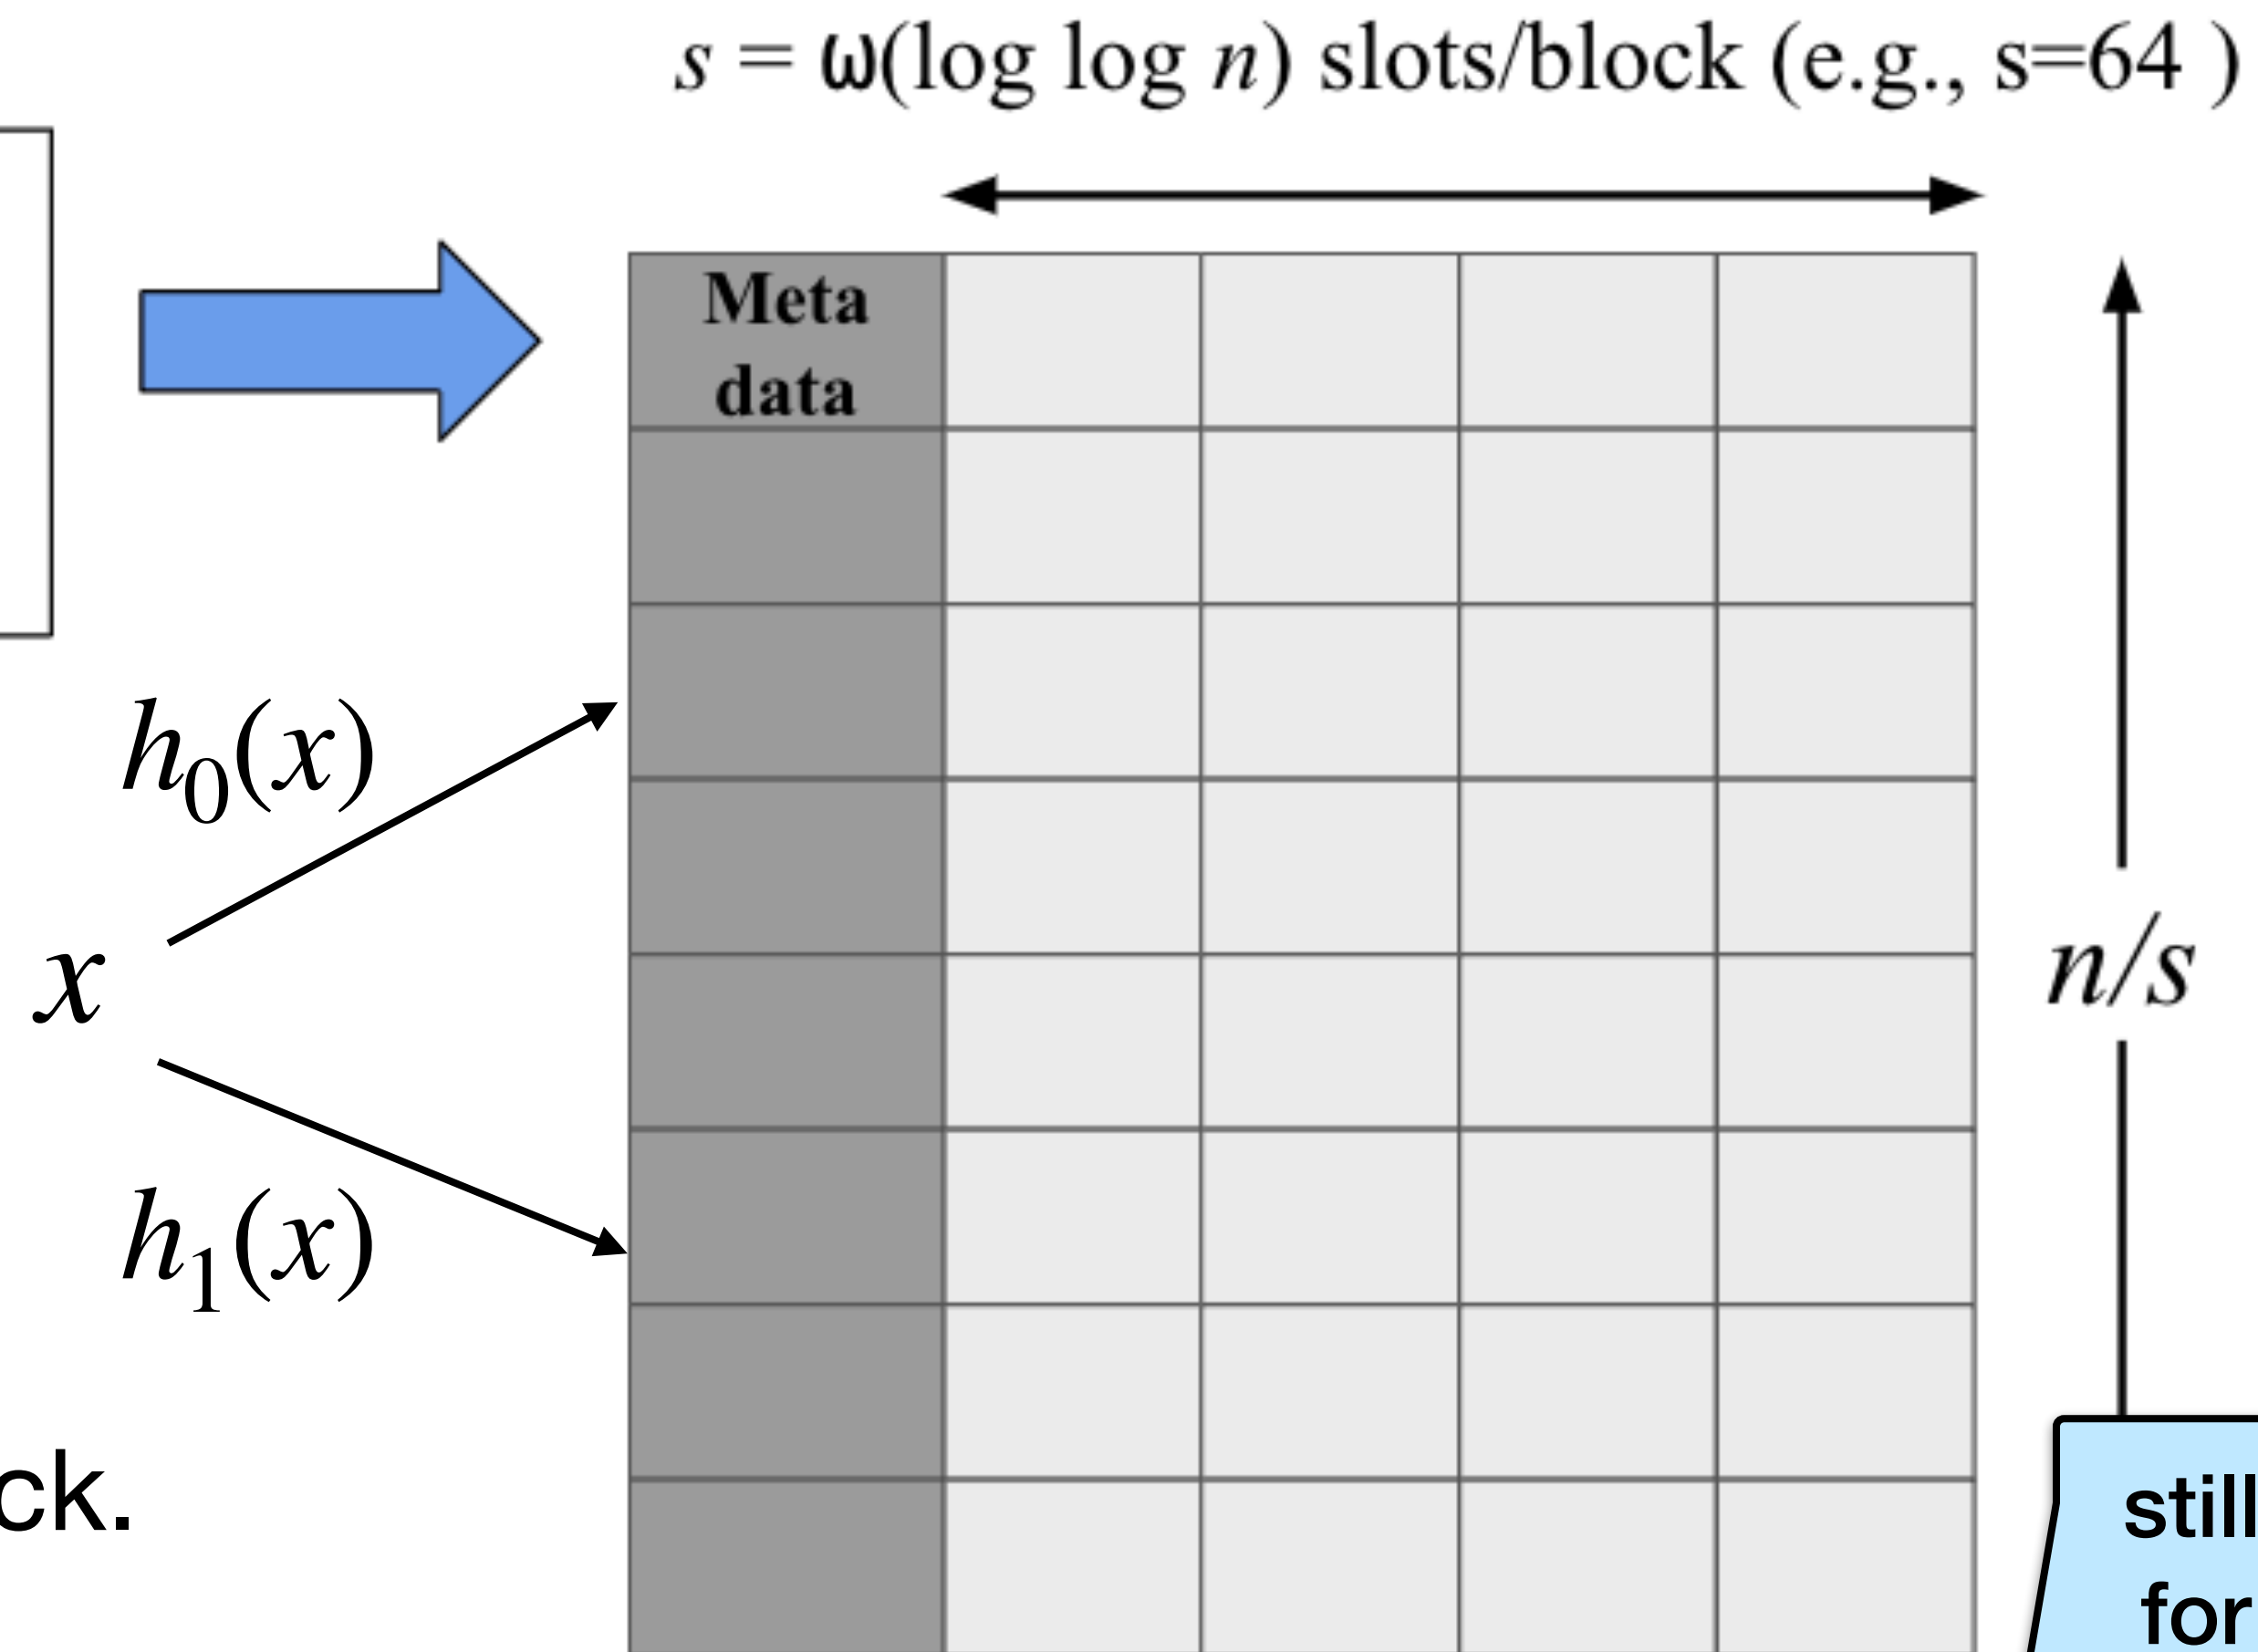 s = ω(log log n) slots/block (e.g., s=64 )
Meta
data
h₀(x)
x
n/s
h₁(x)
ck.
still
for